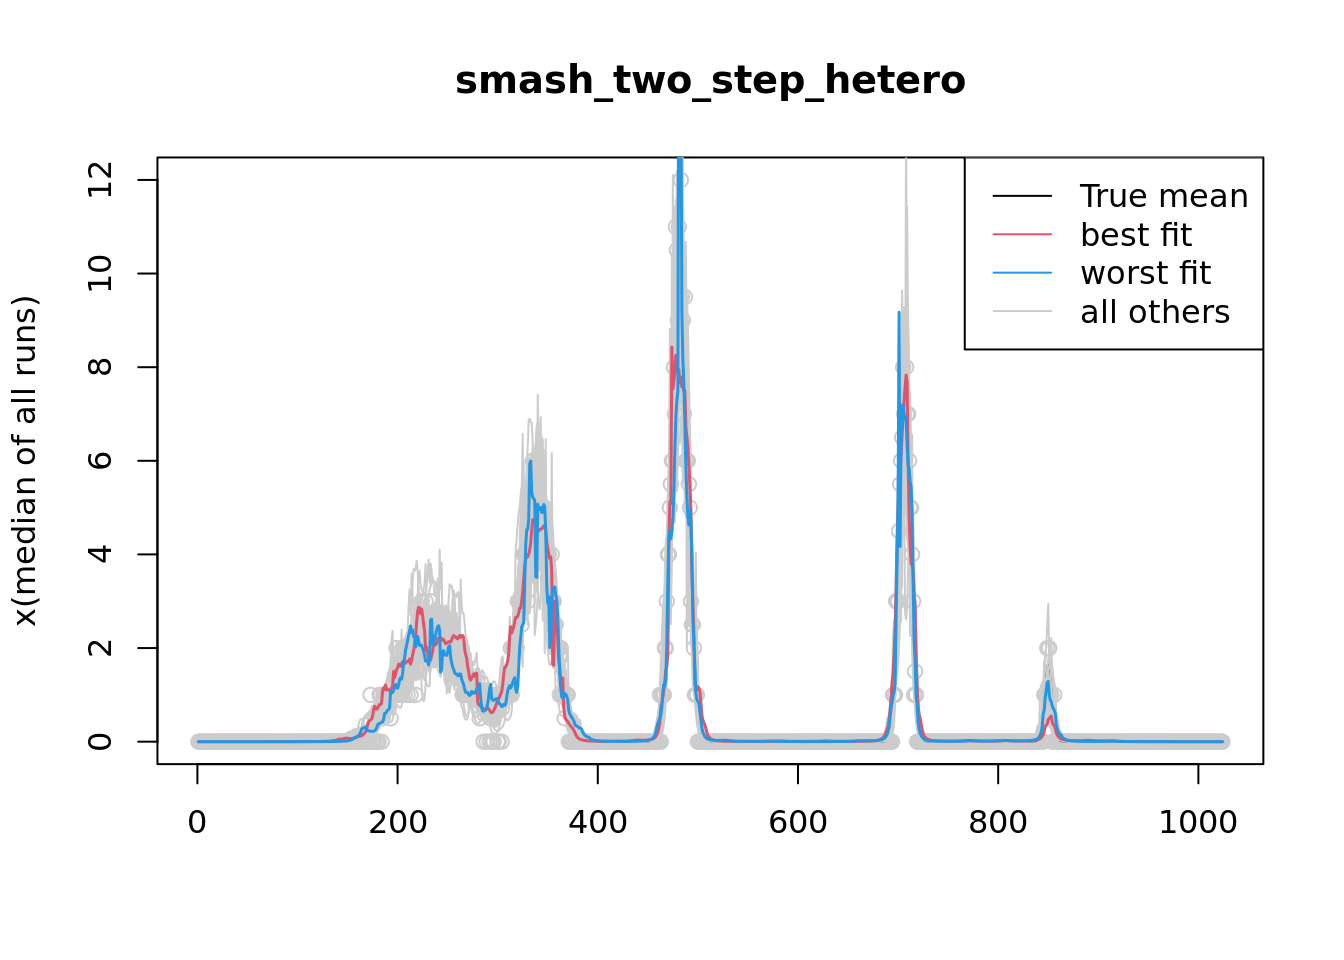 smash_two_step_hetero
True mean
best fit
worst fit
all others
x(median of all runs)
12
10
8
6
4
2
0
0 200 400 600 800 1000